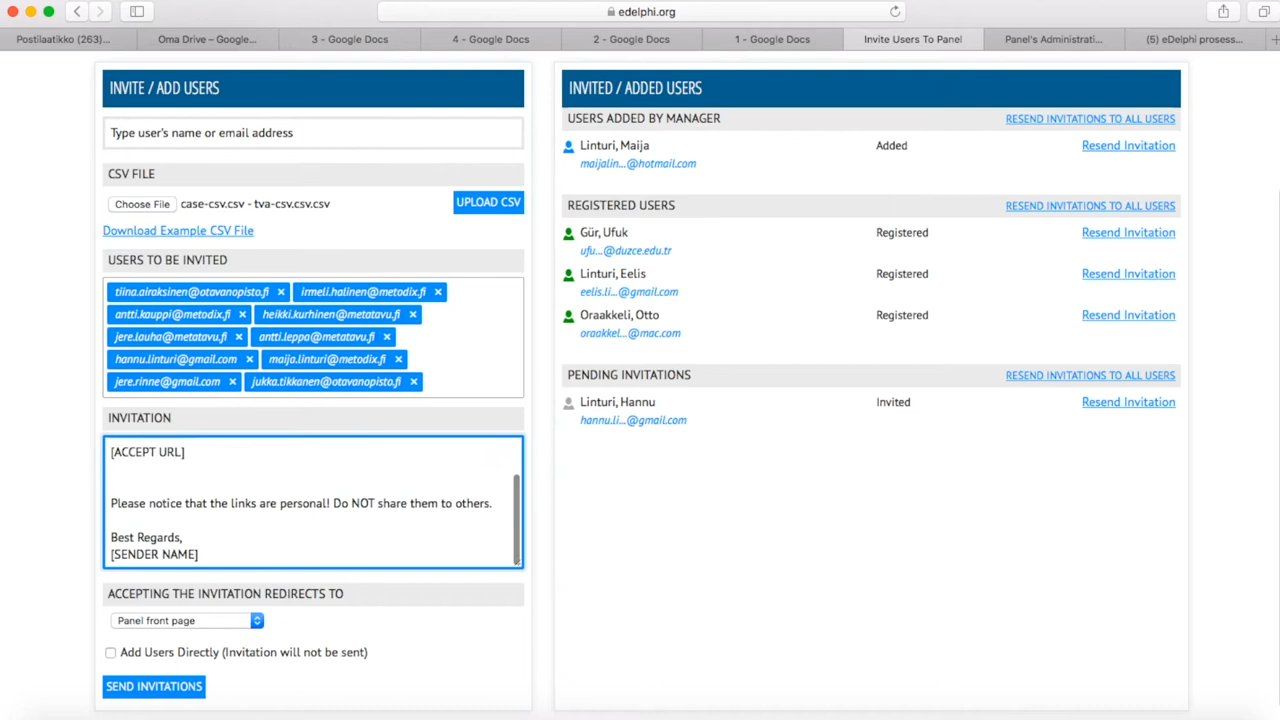 edelphi.org
Postilaatikko (263)...
Oma Drive – Google...
3 - Google Docs
4 - Google Docs
2 - Google Docs
1 - Google Docs
Invite Users To Panel
Panel's Administrati...
(5) eDelphi prosess...
INVITE / ADD USERS
Type user's name or email address
CSV FILE
Choose File case-csv.csv - tva-csv.csv.csv
UPLOAD CSV
Download Example CSV File
USERS TO BE INVITED
tiina.airaksinen@otavanopisto.fi × irmeli.halinen@metodix.fi ×
antti.kauppi@metodix.fi × heikki.kurhinen@metatavu.fi ×
jere.lauha@metatavu.fi × antti.leppa@metatavu.fi ×
hannu.linturi@gmail.com × maija.linturi@metodix.fi ×
jere.rinne@gmail.com × jukka.tikkanen@otavanopisto.fi ×
INVITATION
[ACCEPT URL]
Please notice that the links are personal! Do NOT share them to others.
Best Regards,
[SENDER NAME]
ACCEPTING THE INVITATION REDIRECTS TO
Panel front page
Add Users Directly (Invitation will not be sent)
SEND INVITATIONS
INVITED / ADDED USERS
USERS ADDED BY MANAGER RESEND INVITATIONS TO ALL USERS
Linturi, Maija Added Resend Invitation
maijalin...@hotmail.com
REGISTERED USERS RESEND INVITATIONS TO ALL USERS
Gür, Ufuk Registered Resend Invitation
ufu...@duzce.edu.tr
Linturi, Eelis Registered Resend Invitation
eelis.li...@gmail.com
Oraakkeli, Otto Registered Resend Invitation
oraakkel...@mac.com
PENDING INVITATIONS RESEND INVITATIONS TO ALL USERS
Linturi, Hannu Invited Resend Invitation
hannu.li...@gmail.com